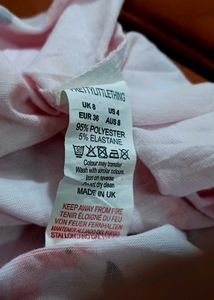 PRETTYLITTLETHING
UK 8 US 4
EUR 36 AUS 8
95% POLYESTER
5% ELASTANE
Colour may transfer
Wash with similar colours
Iron on reverse
Do not dry clean
MADE IN UK
KEEP AWAY FROM FIRE
TENIR ÉLOIGNÉ DU FEU
VON FEUER FERNHALTEN